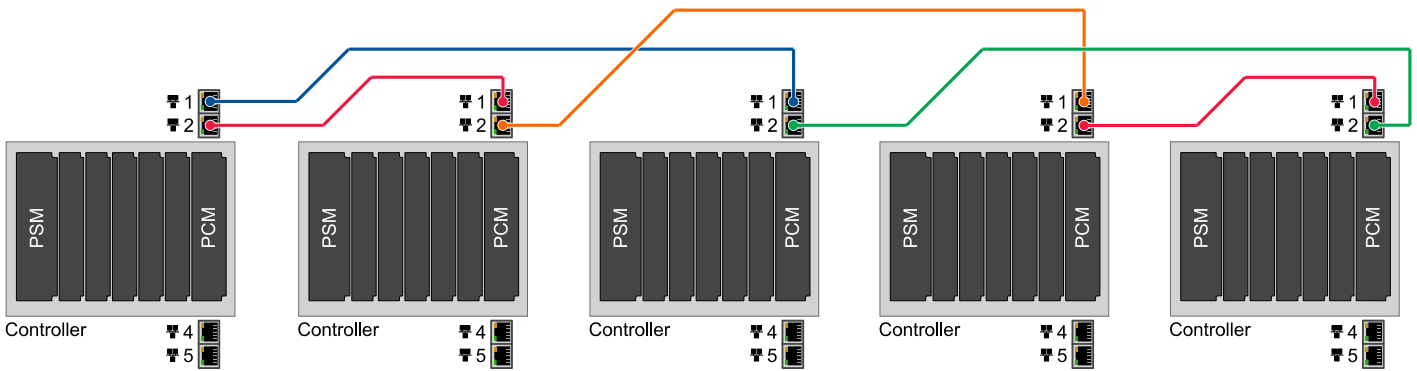 1 1 1 1 1
2 2 2 2 2
PSM PCM PSM PCM PSM PCM PSM PCM PSM PCM
Controller Controller Controller Controller Controller
4 4 4 4 4
5 5 5 5 5